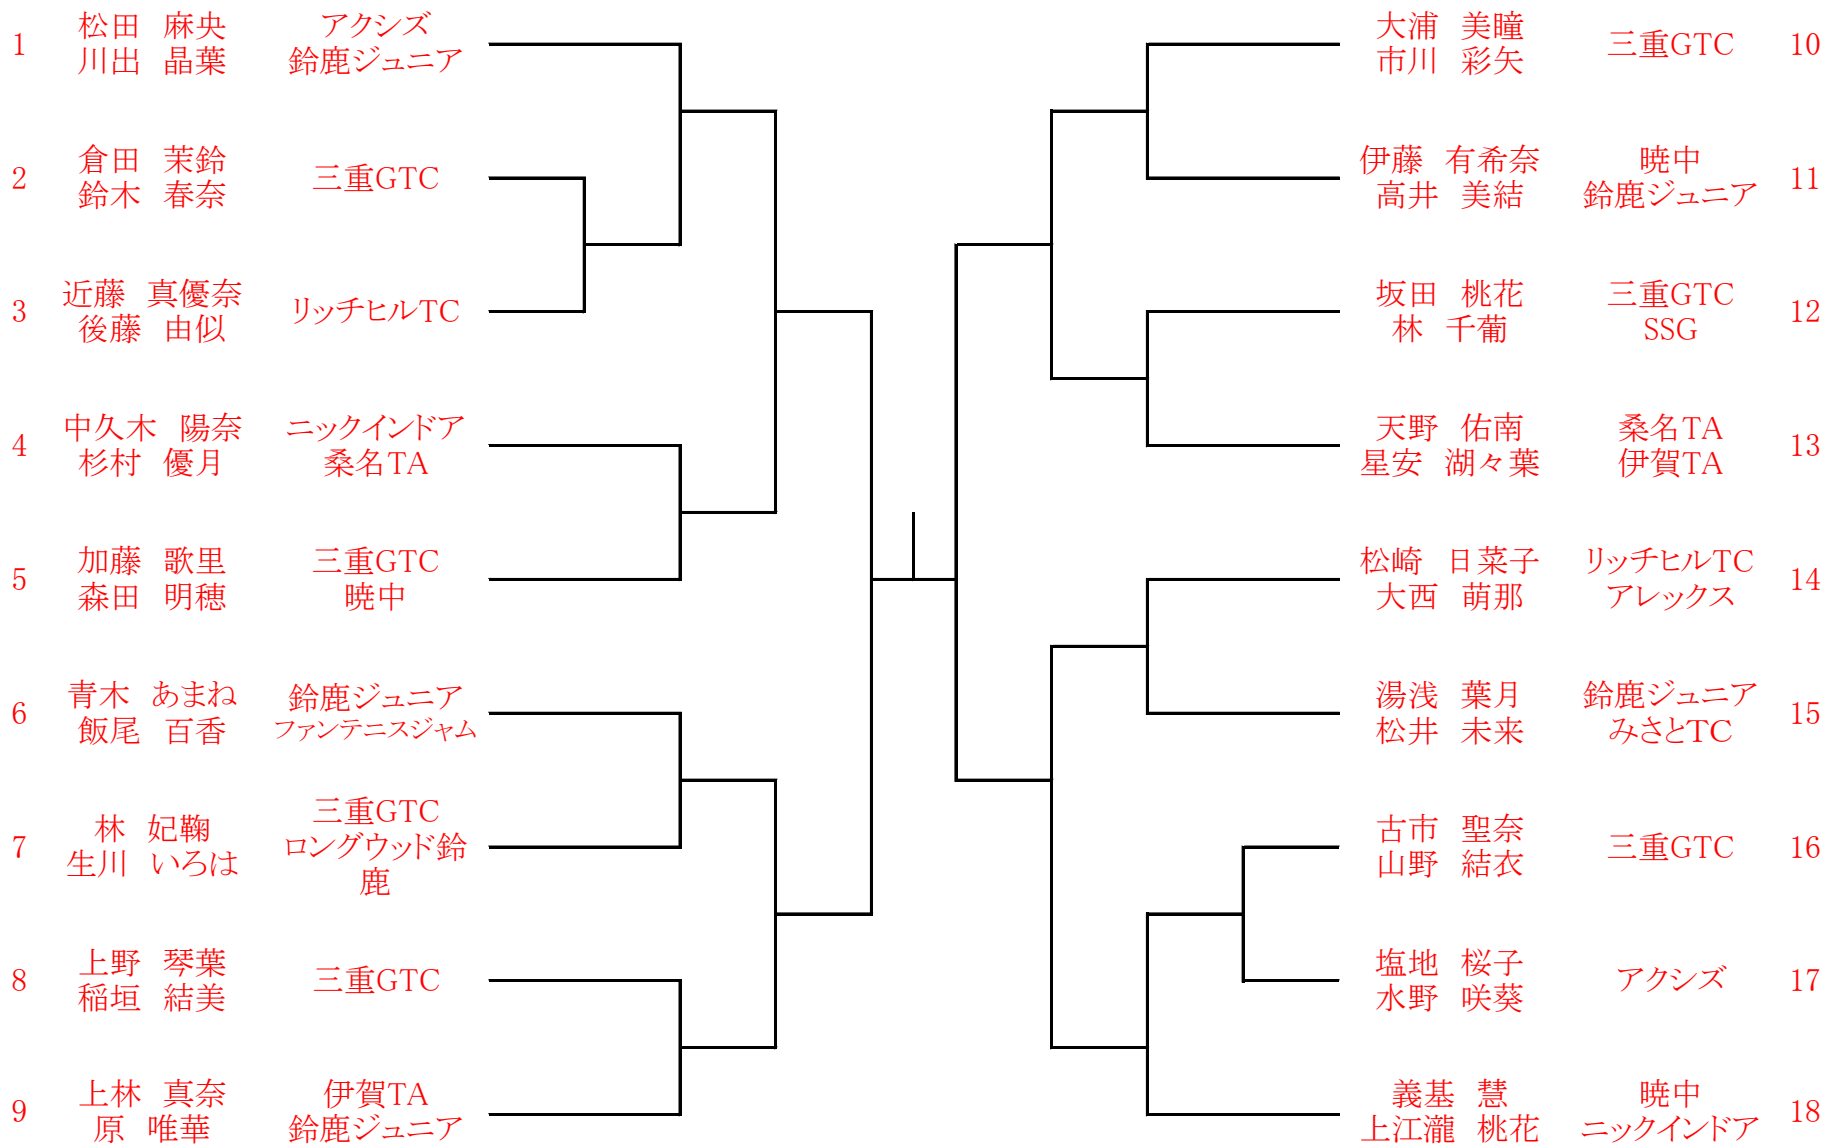 1 松田 麻央 アクシズ
川出 晶葉 鈴鹿ジュニア
2 倉田 茉鈴 三重GTC
鈴木 春奈
3 近藤 真優奈 リッチヒルTC
後藤 由似
4 中久木 陽奈 ニックインドア
杉村 優月 桑名TA
5 加藤 歌里 三重GTC
森田 明穂 暁中
6 青木 あまね 鈴鹿ジュニア
飯尾 百香 ファンテニスジャム
7 林 妃鞠 三重GTC
生川 いろは ロングウッド鈴
鹿
8 上野 琴葉 三重GTC
稲垣 結美
9 上林 真奈 伊賀TA
原 唯華 鈴鹿ジュニア
大浦 美瞳 三重GTC 10
市川 彩矢
伊藤 有希奈 暁中 11
高井 美結 鈴鹿ジュニア
坂田 桃花 三重GTC 12
林 千葡 SSG
天野 佑南 桑名TA 13
星安 湖々葉 伊賀TA
松崎 日菜子 リッチヒルTC 14
大西 萌那 アレックス
湯浅 葉月 鈴鹿ジュニア 15
松井 未来 みさとTC
古市 聖奈 三重GTC 16
山野 結衣
塩地 桜子 アクシズ 17
水野 咲葵
義基 慧 暁中 18
上江瀧 桃花 ニックインドア